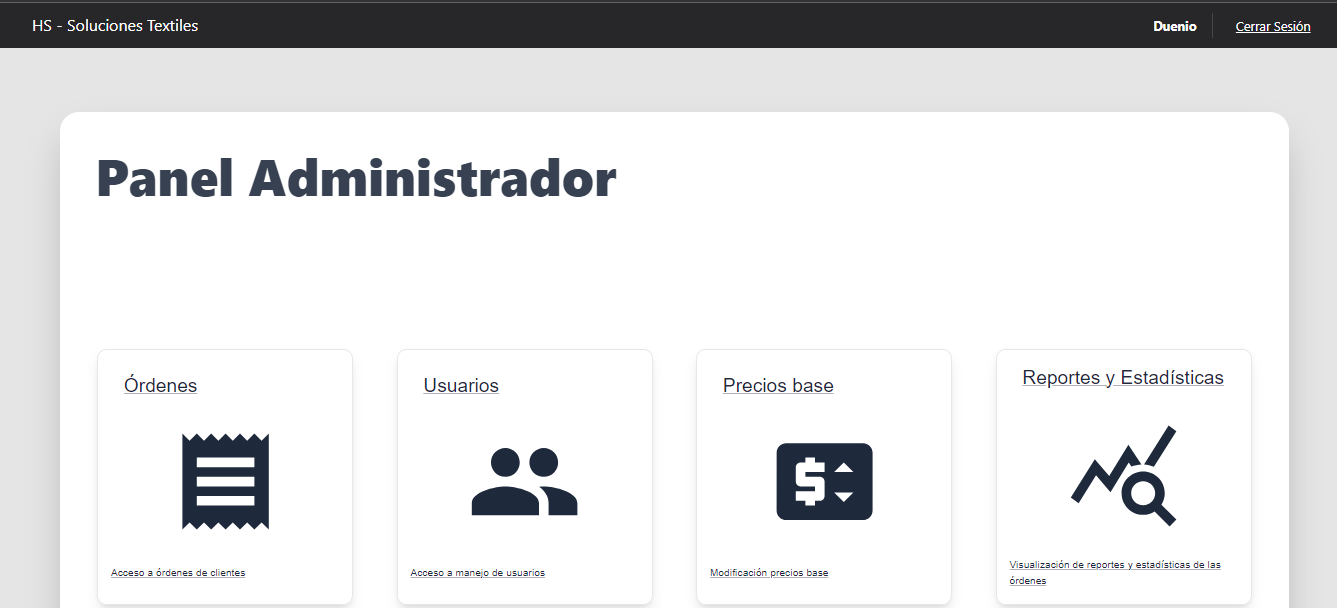 HS - Soluciones Textiles
Duenio
Cerrar Sesión
Panel Administrador
Órdenes
Usuarios
Precios base
Reportes y Estadísticas
Acceso a órdenes de clientes
Acceso a manejo de usuarios
Modificación precios base
Visualización de reportes y estadísticas de las
órdenes